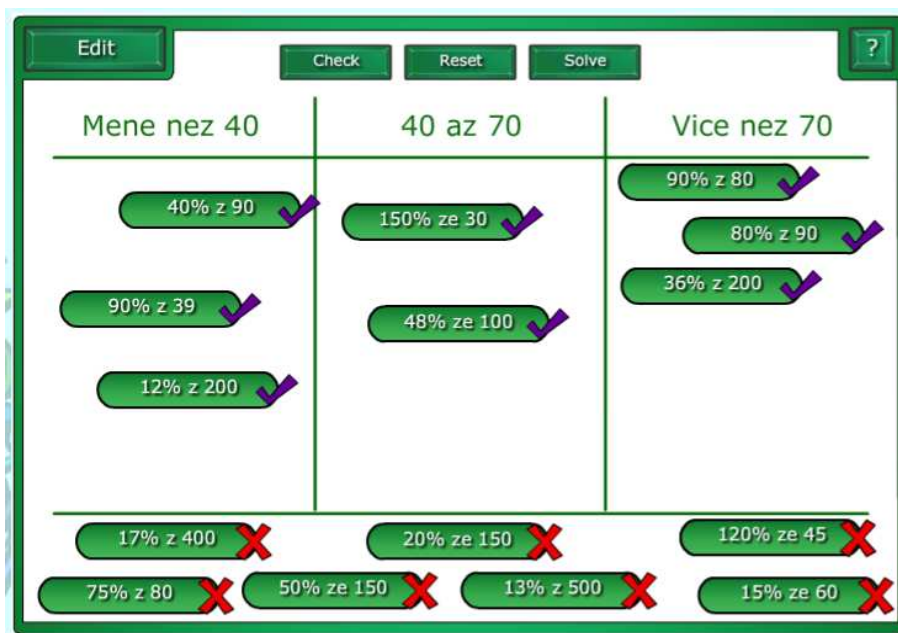 Edit
Check
Reset
Solve
?
Mene nez 40
40 az 70
Vice nez 70
40% z 90
90% z 39
12% z 200
150% ze 30
48% ze 100
90% z 80
80% z 90
36% z 200
17% z 400
20% ze 150
120% ze 45
75% z 80
50% ze 150
13% z 500
15% ze 60